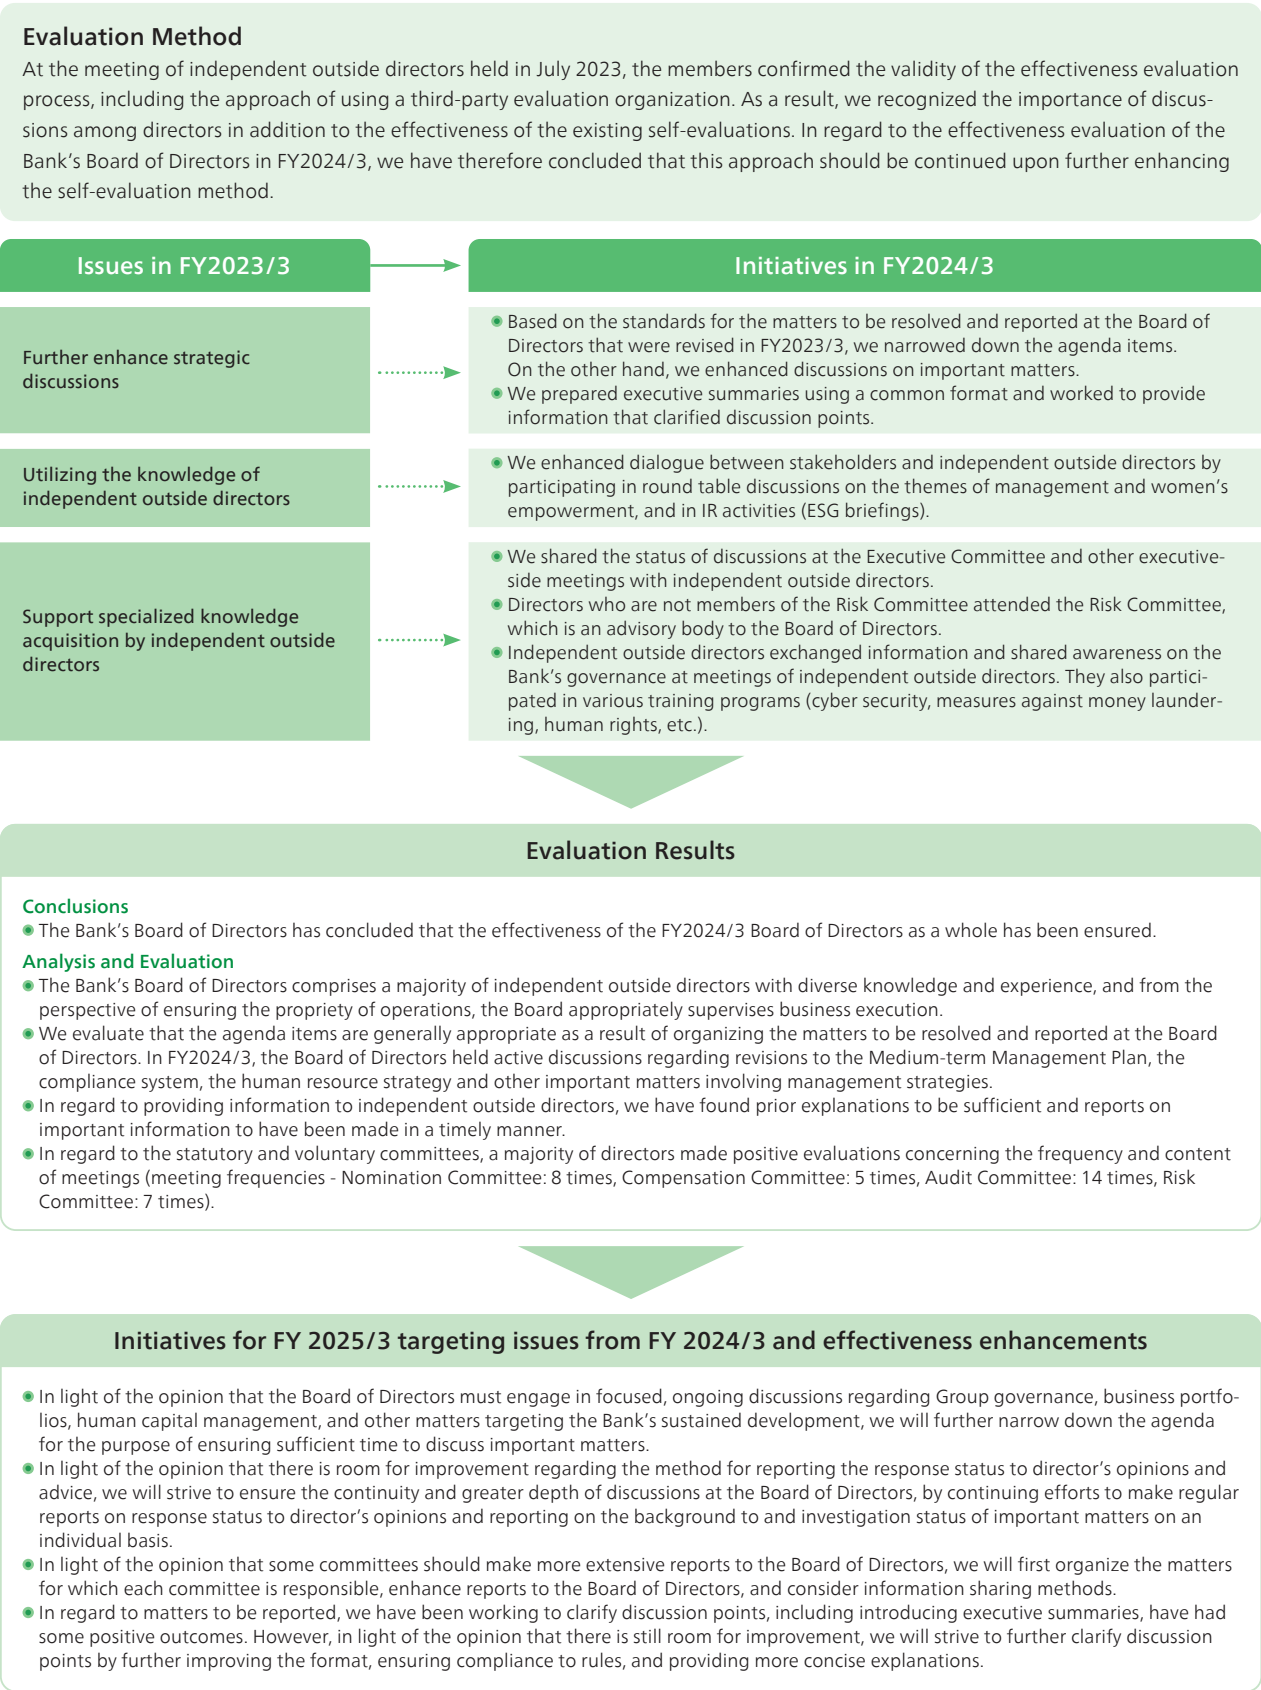 Evaluation Method
At the meeting of independent outside directors held in July 2023, the members confirmed the validity of the effectiveness evaluation
process, including the approach of using a third-party evaluation organization. As a result, we recognized the importance of discus-
sions among directors in addition to the effectiveness of the existing self-evaluations. In regard to the effectiveness evaluation of the
Bank's Board of Directors in FY2024/3, we have therefore concluded that this approach should be continued upon further enhancing
the self-evaluation method.
Issues in FY2023/3
Initiatives in FY2024/3
Further enhance strategic
discussions
Based on the standards for the matters to be resolved and reported at the Board of
Directors that were revised in FY2023/3, we narrowed down the agenda items.
On the other hand, we enhanced discussions on important matters.
We prepared executive summaries using a common format and worked to provide
information that clarified discussion points.
Utilizing the knowledge of
independent outside directors
We enhanced dialogue between stakeholders and independent outside directors by
participating in round table discussions on the themes of management and women's
empowerment, and in IR activities (ESG briefings).
Support specialized knowledge
acquisition by independent outside
directors
We shared the status of discussions at the Executive Committee and other executive-
side meetings with independent outside directors.
Directors who are not members of the Risk Committee attended the Risk Committee,
which is an advisory body to the Board of Directors.
Independent outside directors exchanged information and shared awareness on the
Bank's governance at meetings of independent outside directors. They also partici-
pated in various training programs (cyber security, measures against money launder-
ing, human rights, etc.).
Evaluation Results
Conclusions
The Bank's Board of Directors has concluded that the effectiveness of the FY2024/3 Board of Directors as a whole has been ensured.
Analysis and Evaluation
The Bank's Board of Directors comprises a majority of independent outside directors with diverse knowledge and experience, and from the
perspective of ensuring the propriety of operations, the Board appropriately supervises business execution.
We evaluate that the agenda items are generally appropriate as a result of organizing the matters to be resolved and reported at the Board
of Directors. In FY2024/3, the Board of Directors held active discussions regarding revisions to the Medium-term Management Plan, the
compliance system, the human resource strategy and other important matters involving management strategies.
In regard to providing information to independent outside directors, we have found prior explanations to be sufficient and reports on
important information to have been made in a timely manner.
In regard to the statutory and voluntary committees, a majority of directors made positive evaluations concerning the frequency and content
of meetings (meeting frequencies - Nomination Committee: 8 times, Compensation Committee: 5 times, Audit Committee: 14 times, Risk
Committee: 7 times).
Initiatives for FY 2025/3 targeting issues from FY 2024/3 and effectiveness enhancements
In light of the opinion that the Board of Directors must engage in focused, ongoing discussions regarding Group governance, business portfo-
lios, human capital management, and other matters targeting the Bank's sustained development, we will further narrow down the agenda
for the purpose of ensuring sufficient time to discuss important matters.
In light of the opinion that there is room for improvement regarding the method for reporting the response status to director's opinions and
advice, we will strive to ensure the continuity and greater depth of discussions at the Board of Directors, by continuing efforts to make regular
reports on response status to director's opinions and reporting on the background to and investigation status of important matters on an
individual basis.
In light of the opinion that some committees should make more extensive reports to the Board of Directors, we will first organize the matters
for which each committee is responsible, enhance reports to the Board of Directors, and consider information sharing methods.
In regard to matters to be reported, we have been working to clarify discussion points, including introducing executive summaries, have had
some positive outcomes. However, in light of the opinion that there is still room for improvement, we will strive to further clarify discussion
points by further improving the format, ensuring compliance to rules, and providing more concise explanations.